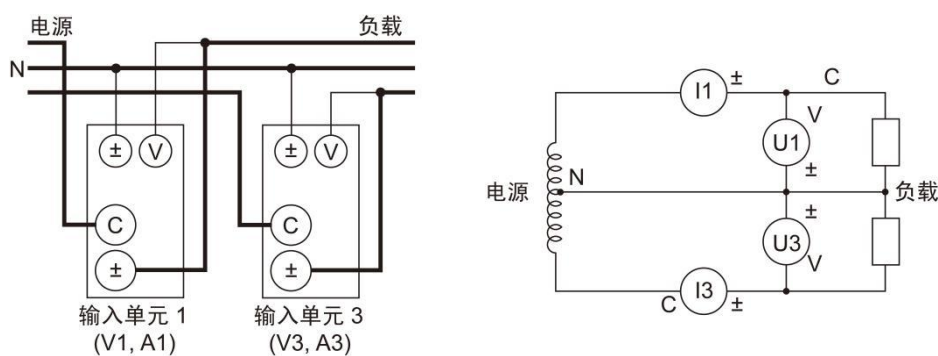 电源 负载
N
± V ± V
C C
± ±
输入单元 1 输入单元 3
(V1, A1) (V3, A3)
I1 ± C
V
U1
±
N
电源 负载
±
U3
V
C I3 ±